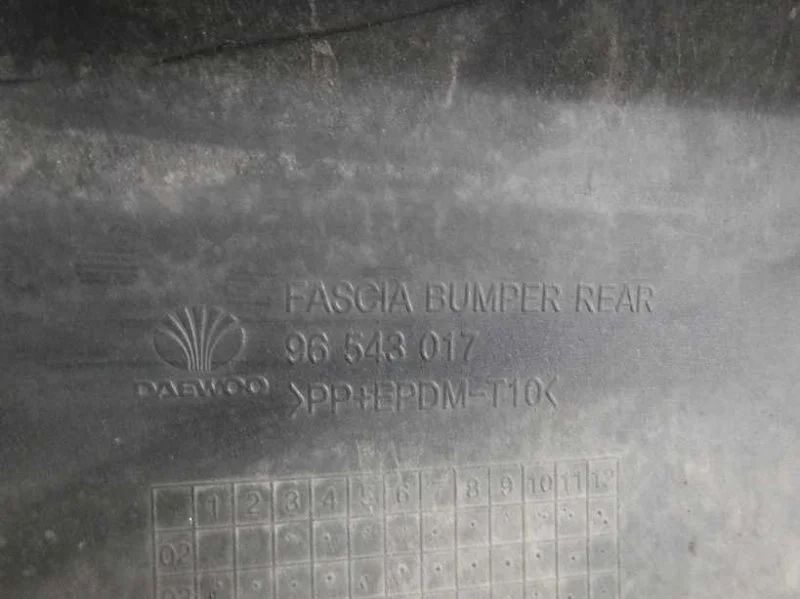 FASCIA BUMPER REAR
96 543 017
DAEWOO
>PP+EPDM-T10<
1 2 3 4 5 6 7 8 9 10 11 12
02